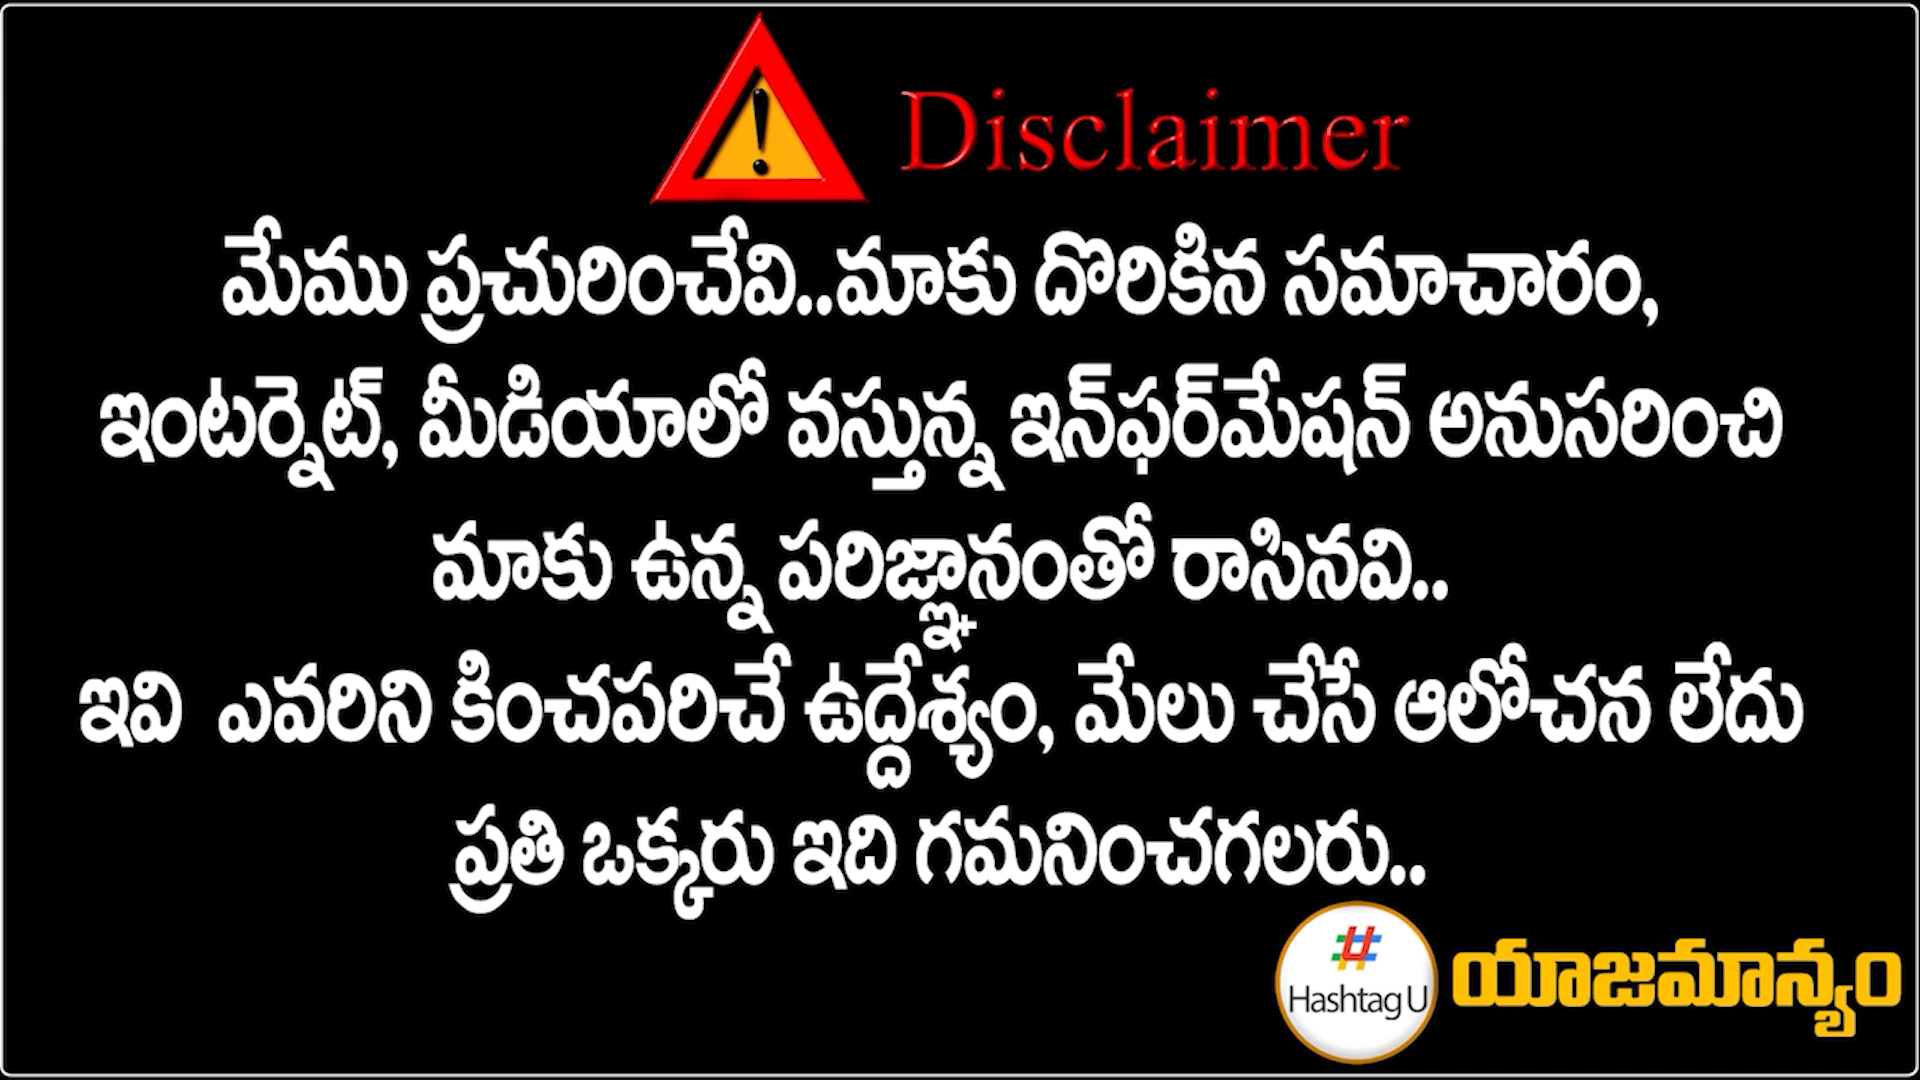 Disclaimer
మేము ప్రచురించేవి..మాకు దొరికిన సమాచారం,
ఇంటర్నెట్, మీడియాలో వస్తున్న ఇన్‌ఫర్‌మేషన్ అనుసరించి
మాకు ఉన్న పరిజ్ఞానంతో రాసినవి..
ఇవి ఎవరిని కించపరిచే ఉద్దేశ్యం, మేలు చేసే ఆలోచన లేదు
ప్రతి ఒక్కరు ఇది గమనించగలరు..
Hashtag U
యాజమాన్యం